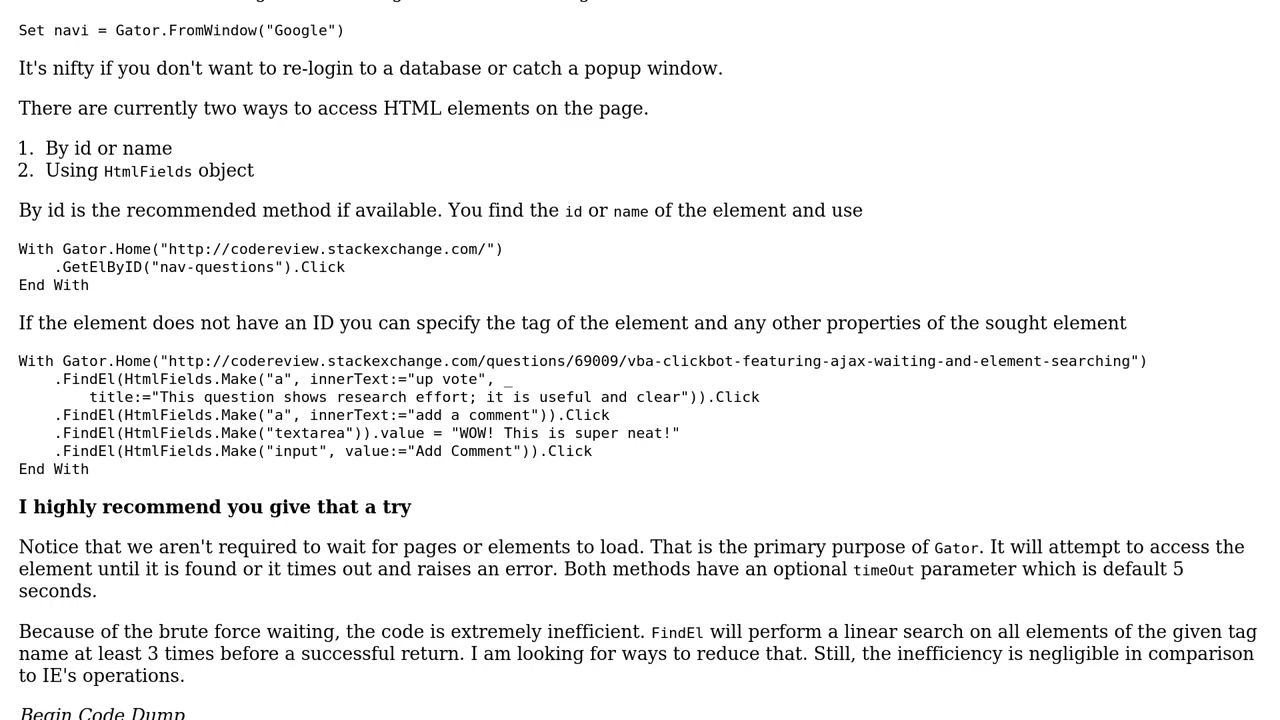 Set navi = Gator.FromWindow("Google")
It's nifty if you don't want to re-login to a database or catch a popup window.
There are currently two ways to access HTML elements on the page.
1. By id or name
2. Using HtmlFields object
By id is the recommended method if available. You find the id or name of the element and use
With Gator.Home("http://codereview.stackexchange.com/")
    .GetElByID("nav-questions").Click
End With
If the element does not have an ID you can specify the tag of the element and any other properties of the sought element
With Gator.Home("http://codereview.stackexchange.com/questions/69009/vba-clickbot-featuring-ajax-waiting-and-element-searching")
    .FindEl(HtmlFields.Make("a", innerText:="up vote", _
        title:="This question shows research effort; it is useful and clear")).Click
    .FindEl(HtmlFields.Make("a", innerText:="add a comment")).Click
    .FindEl(HtmlFields.Make("textarea")).value = "WOW! This is super neat!"
    .FindEl(HtmlFields.Make("input", value:="Add Comment")).Click
End With
I highly recommend you give that a try
Notice that we aren't required to wait for pages or elements to load. That is the primary purpose of Gator. It will attempt to access the
element until it is found or it times out and raises an error. Both methods have an optional timeOut parameter which is default 5
seconds.
Because of the brute force waiting, the code is extremely inefficient. FindEl will perform a linear search on all elements of the given tag
name at least 3 times before a successful return. I am looking for ways to reduce that. Still, the inefficiency is negligible in comparison
to IE's operations.
Begin Code Dump